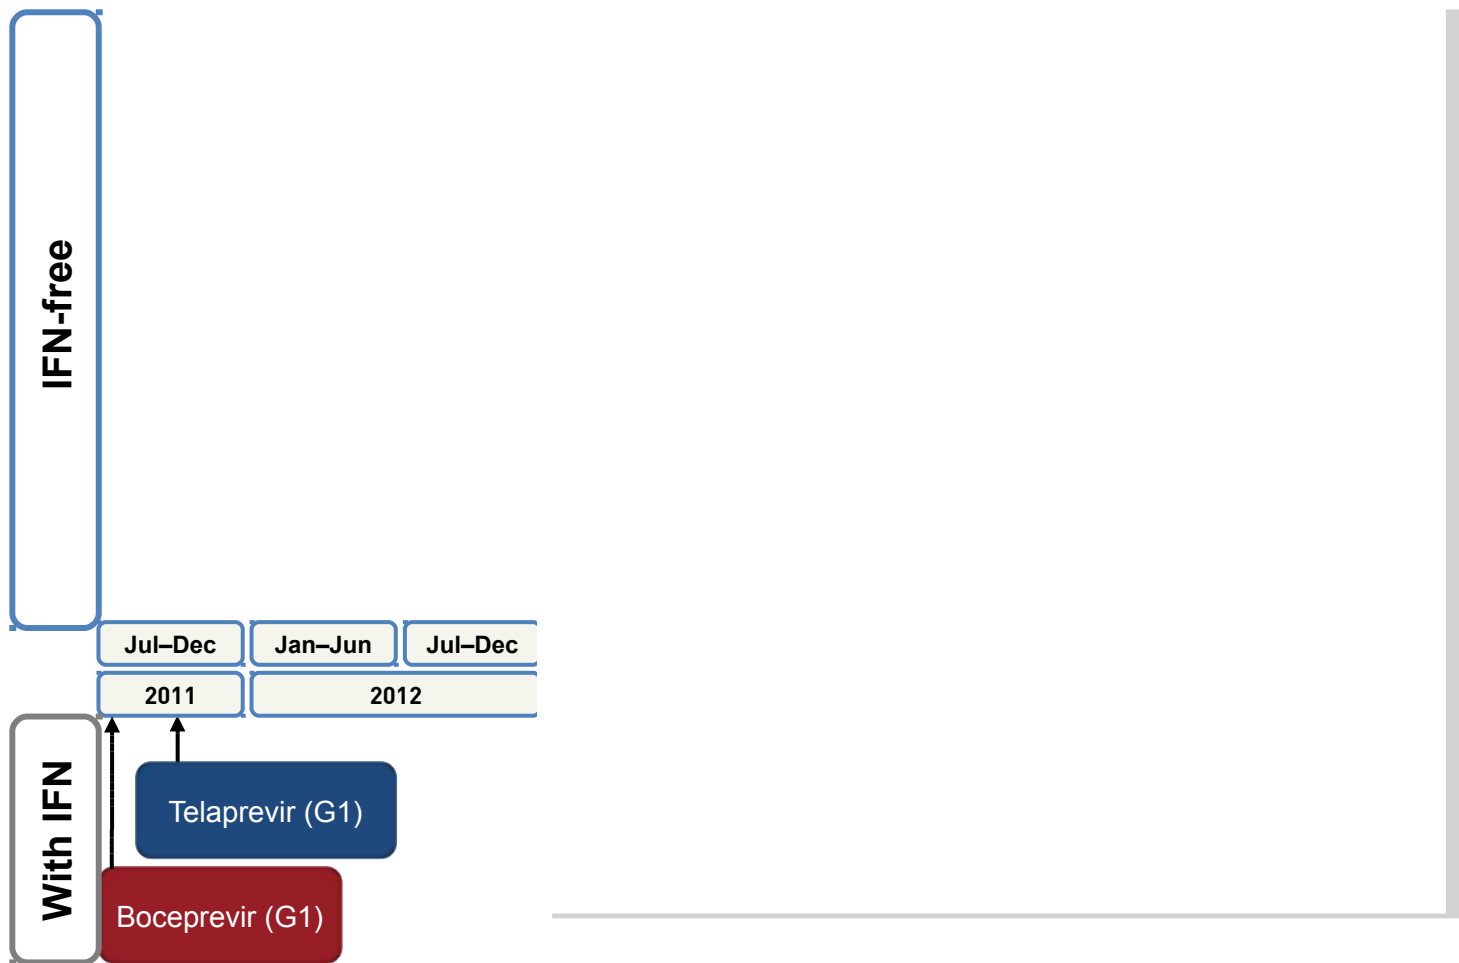 IFN-free
Jul–Dec
Jan–Jun
Jul–Dec
2011
2012
With IFN
Telaprevir (G1)
Boceprevir (G1)